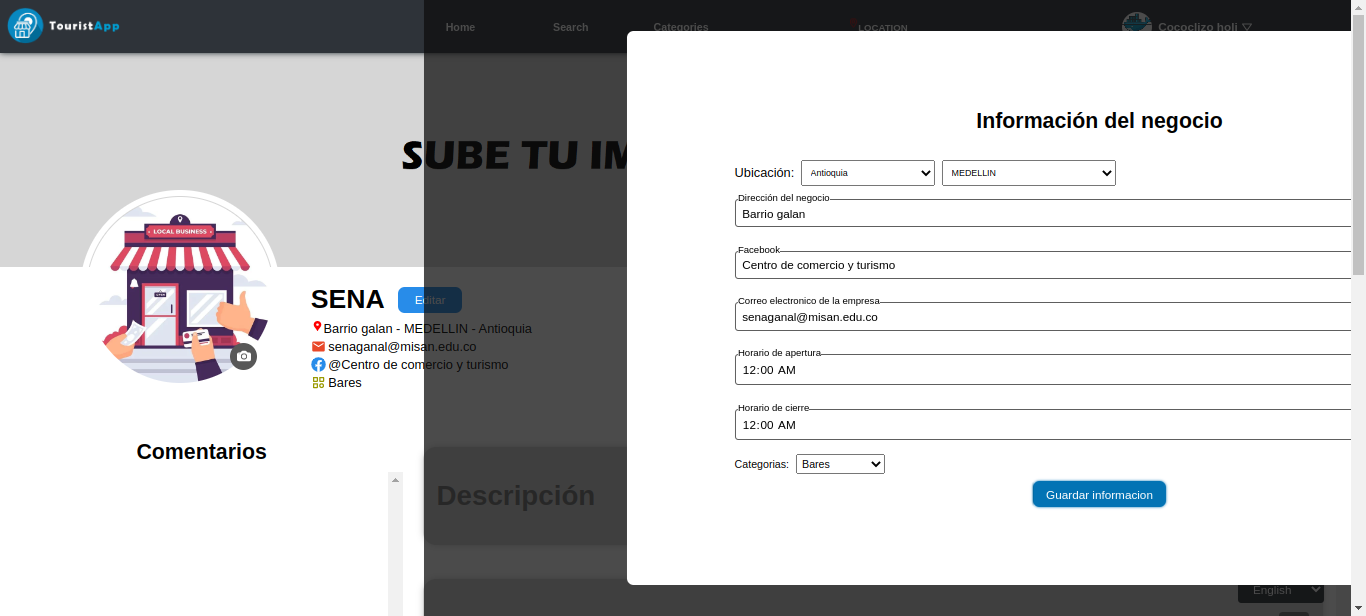 TouristApp
Home
Search
Categories
LOCATION
Cococlizo holi
SUBE TU IM
LOCAL BUSINESS
SENA
Editar
Barrio galan - MEDELLIN - Antioquia
senaganal@misan.edu.co
@Centro de comercio y turismo
Bares
Comentarios
Descripción
Información del negocio
Ubicación: Antioquia MEDELLIN
Dirección del negocio
Barrio galan
Facebook
Centro de comercio y turismo
Correo electronico de la empresa
senaganal@misan.edu.co
Horario de apertura
12:00 AM
Horario de cierre
12:00 AM
Categorias: Bares
Guardar informacion
English